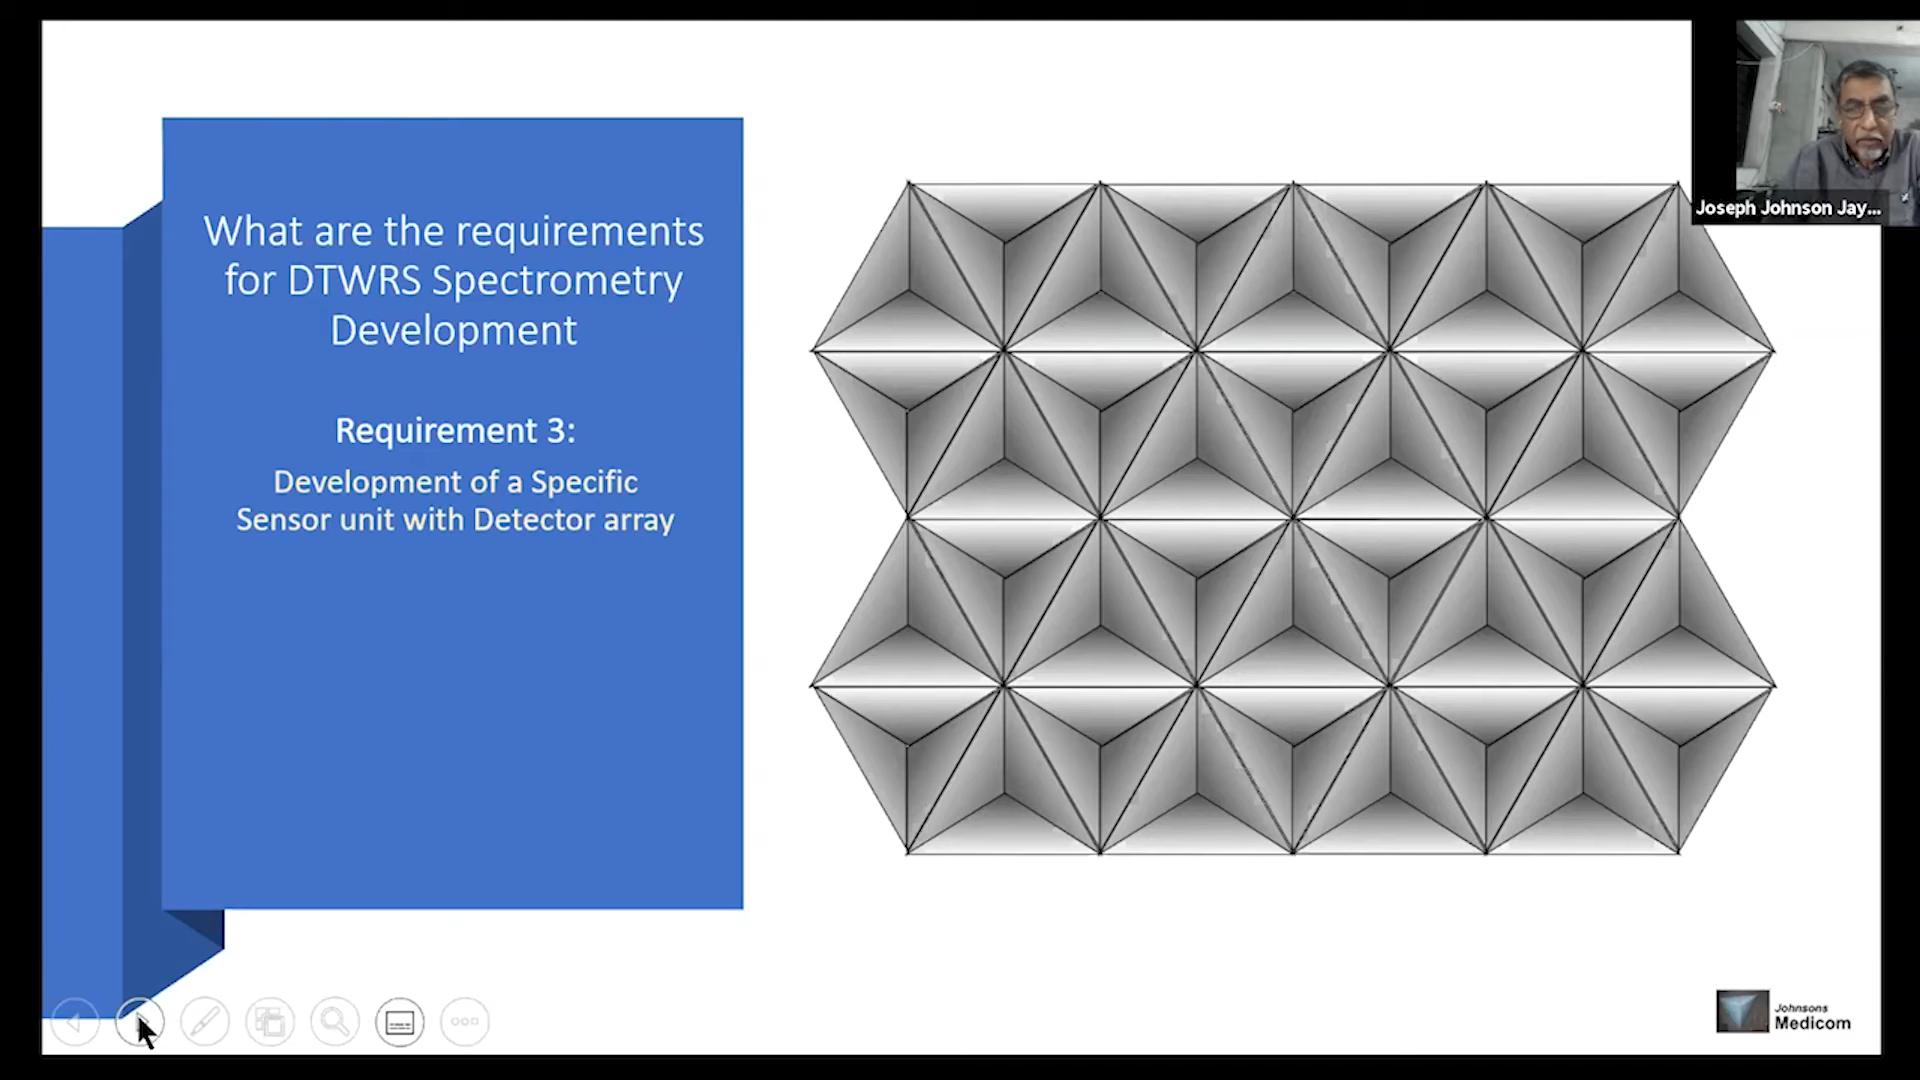 What are the requirements
for DTWRS Spectrometry
Development
Requirement 3:
Development of a Specific
Sensor unit with Detector array
Joseph Johnson Jay...
Johnsons
Medicom